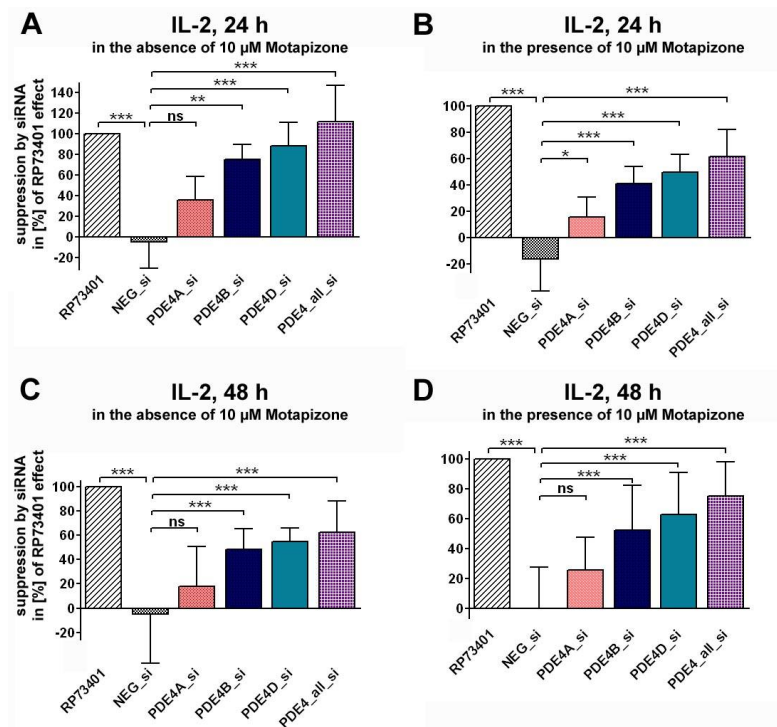 A
IL-2, 24 h
in the absence of 10 µM Motapizone
suppression by siRNA
in [%] of RP73401 effect
140
120
100
80
60
40
20
0
-20
***
ns
**
***
***
RP73401
NEG_si
PDE4A_si
PDE4B_si
PDE4D_si
PDE4_all_si
B
IL-2, 24 h
in the presence of 10 µM Motapizone
100
80
60
40
20
0
-20
***
*
***
***
***
RP73401
NEG_si
PDE4A_si
PDE4B_si
PDE4D_si
PDE4_all_si
C
IL-2, 48 h
in the absence of 10 µM Motapizone
suppression by siRNA
in [%] of RP73401 effect
100
80
60
40
20
0
-20
***
ns
***
***
***
RP73401
NEG_si
PDE4A_si
PDE4B_si
PDE4D_si
PDE4_all_si
D
IL-2, 48 h
in the presence of 10 µM Motapizone
100
80
60
40
20
0
***
ns
***
***
***
RP73401
NEG_si
PDE4A_si
PDE4B_si
PDE4D_si
PDE4_all_si